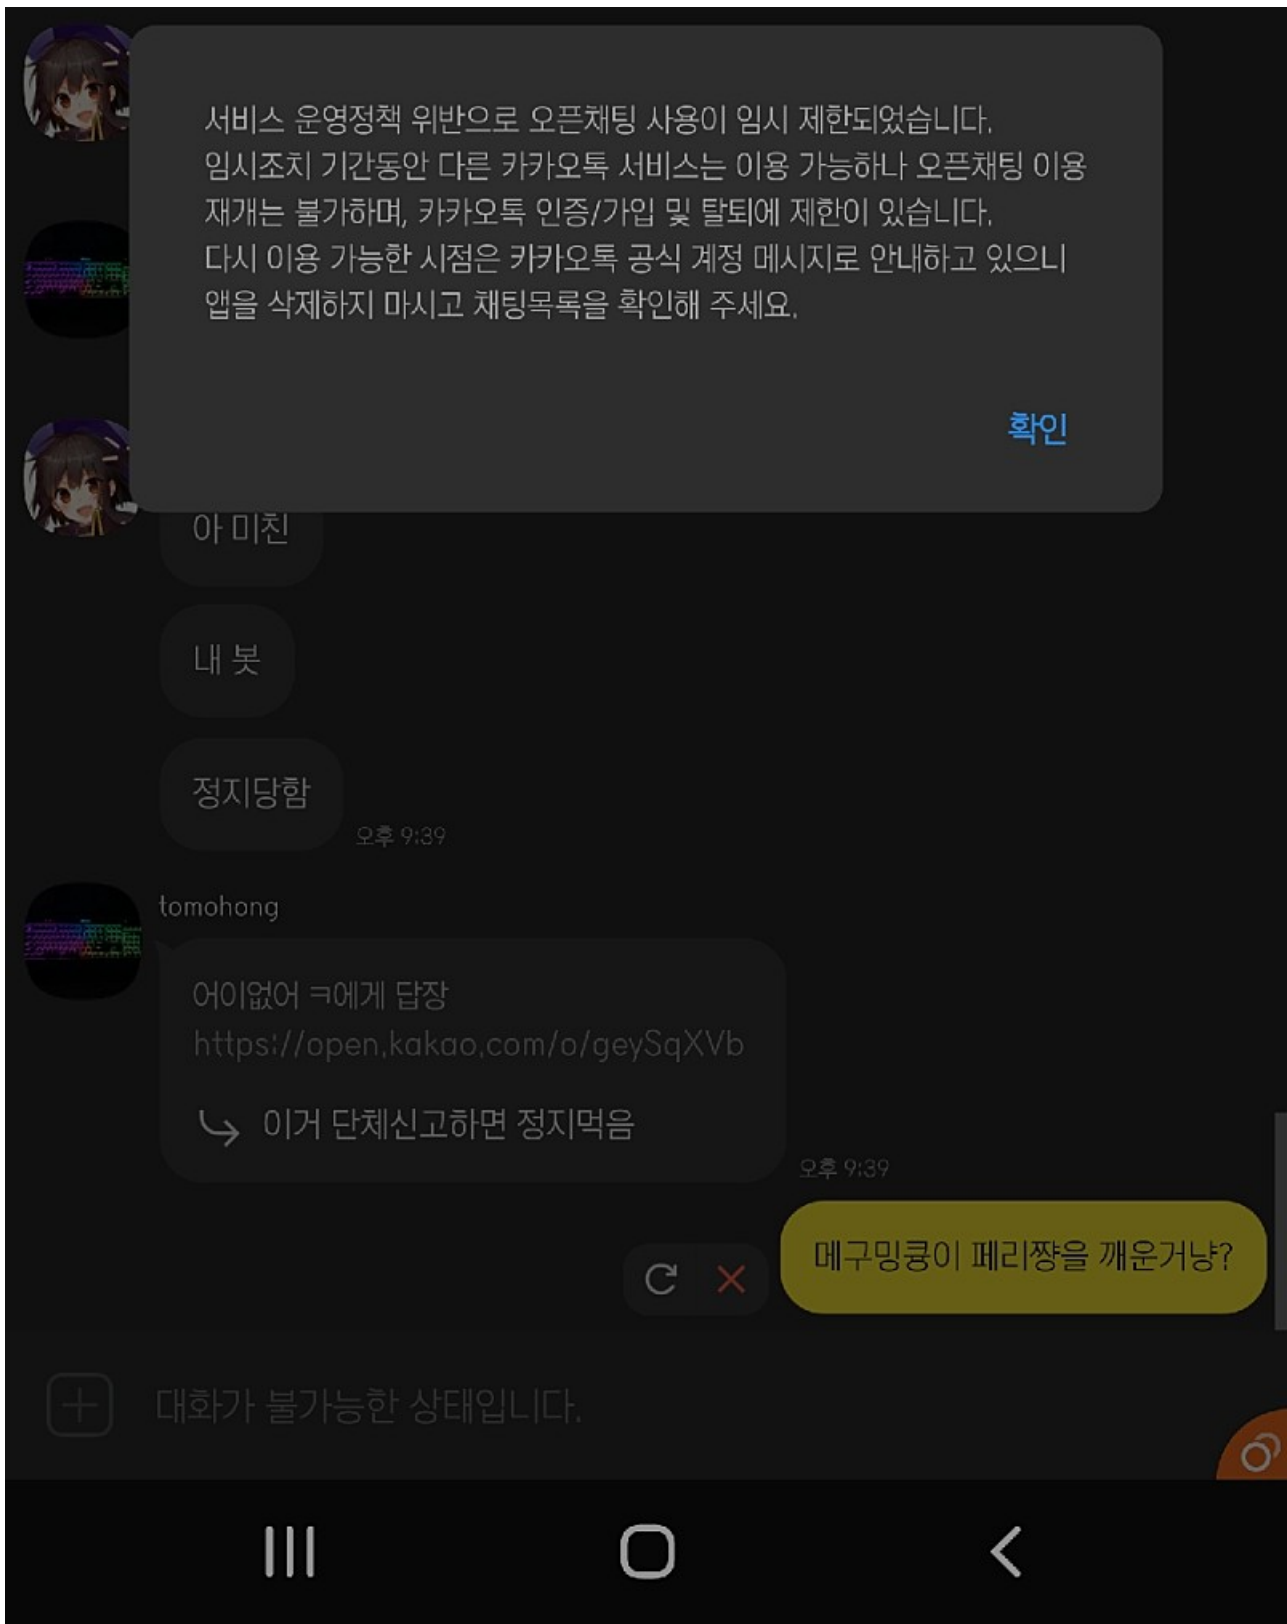 서비스 운영정책 위반으로 오픈채팅 사용이 임시 제한되었습니다.
임시조치 기간동안 다른 카카오톡 서비스는 이용 가능하나 오픈채팅 이용
재개는 불가하며, 카카오톡 인증/가입 및 탈퇴에 제한이 있습니다.
다시 이용 가능한 시점은 카카오톡 공식 계정 메시지로 안내하고 있으니
앱을 삭제하지 마시고 채팅목록을 확인해 주세요.
확인
아 미친
내 봇
정지당함
오후 9:39
tomohong
어이없어 ㅋ에게 답장
https://open.kakao.com/o/geySqXVb
이거 단체신고하면 정지먹음
오후 9:39
메구밍쿵이 페리쨩을 깨운거냥?
대화가 불가능한 상태입니다.